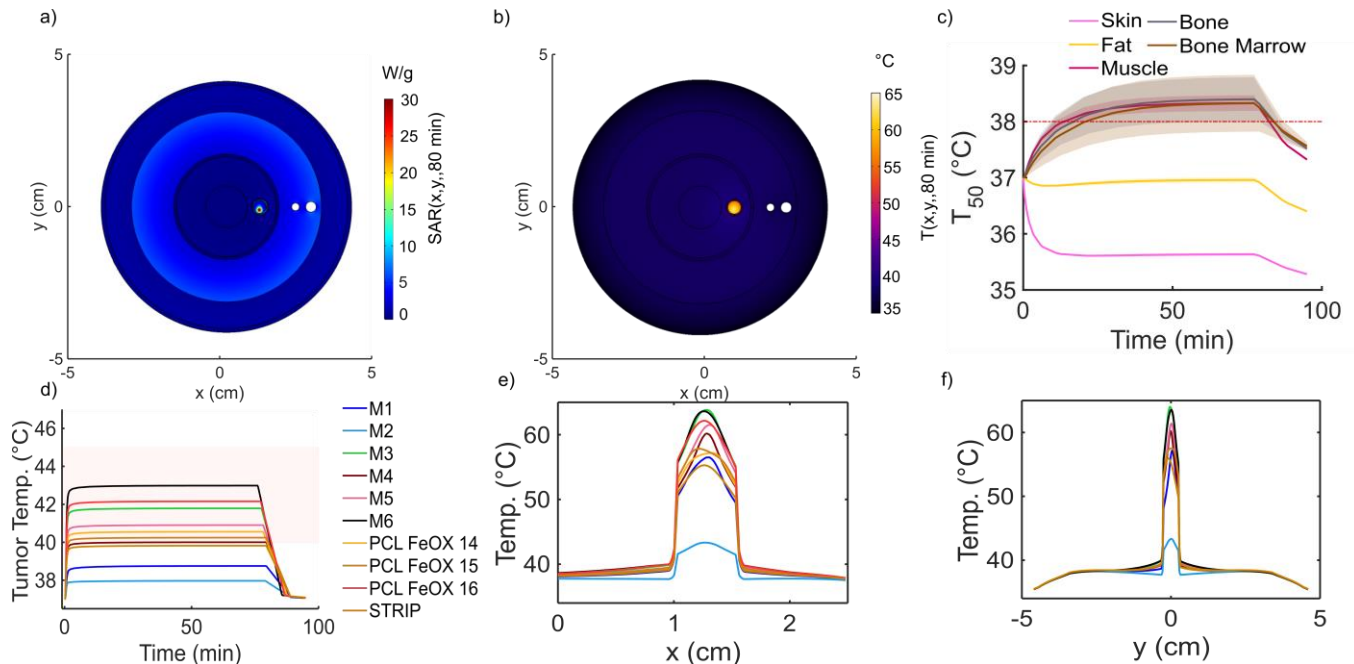 a)
5
y (cm)
0
-5
-5
0
5
x (cm)
W/g
30
25
20
15
10
5
0
SAR(x,y,,80 min)
b)
5
y (cm)
0
-5
-5
0
5
x (cm)
°C
65
60
55
50
45
40
35
T(x,y,,80 min)
c)
Skin
Bone
Fat
Bone Marrow
Muscle
39
38
37
36
35
T50 (°C)
0
50
100
Time (min)
d)
46
44
42
40
38
Tumor Temp. (°C)
0
50
100
Time (min)
M1
M2
M3
M4
M5
M6
PCL FeOX 14
PCL FeOX 15
PCL FeOX 16
STRIP
e)
60
50
40
Temp. (°C)
0
1
2
x (cm)
f)
60
50
40
Temp. (°C)
-5
0
5
y (cm)